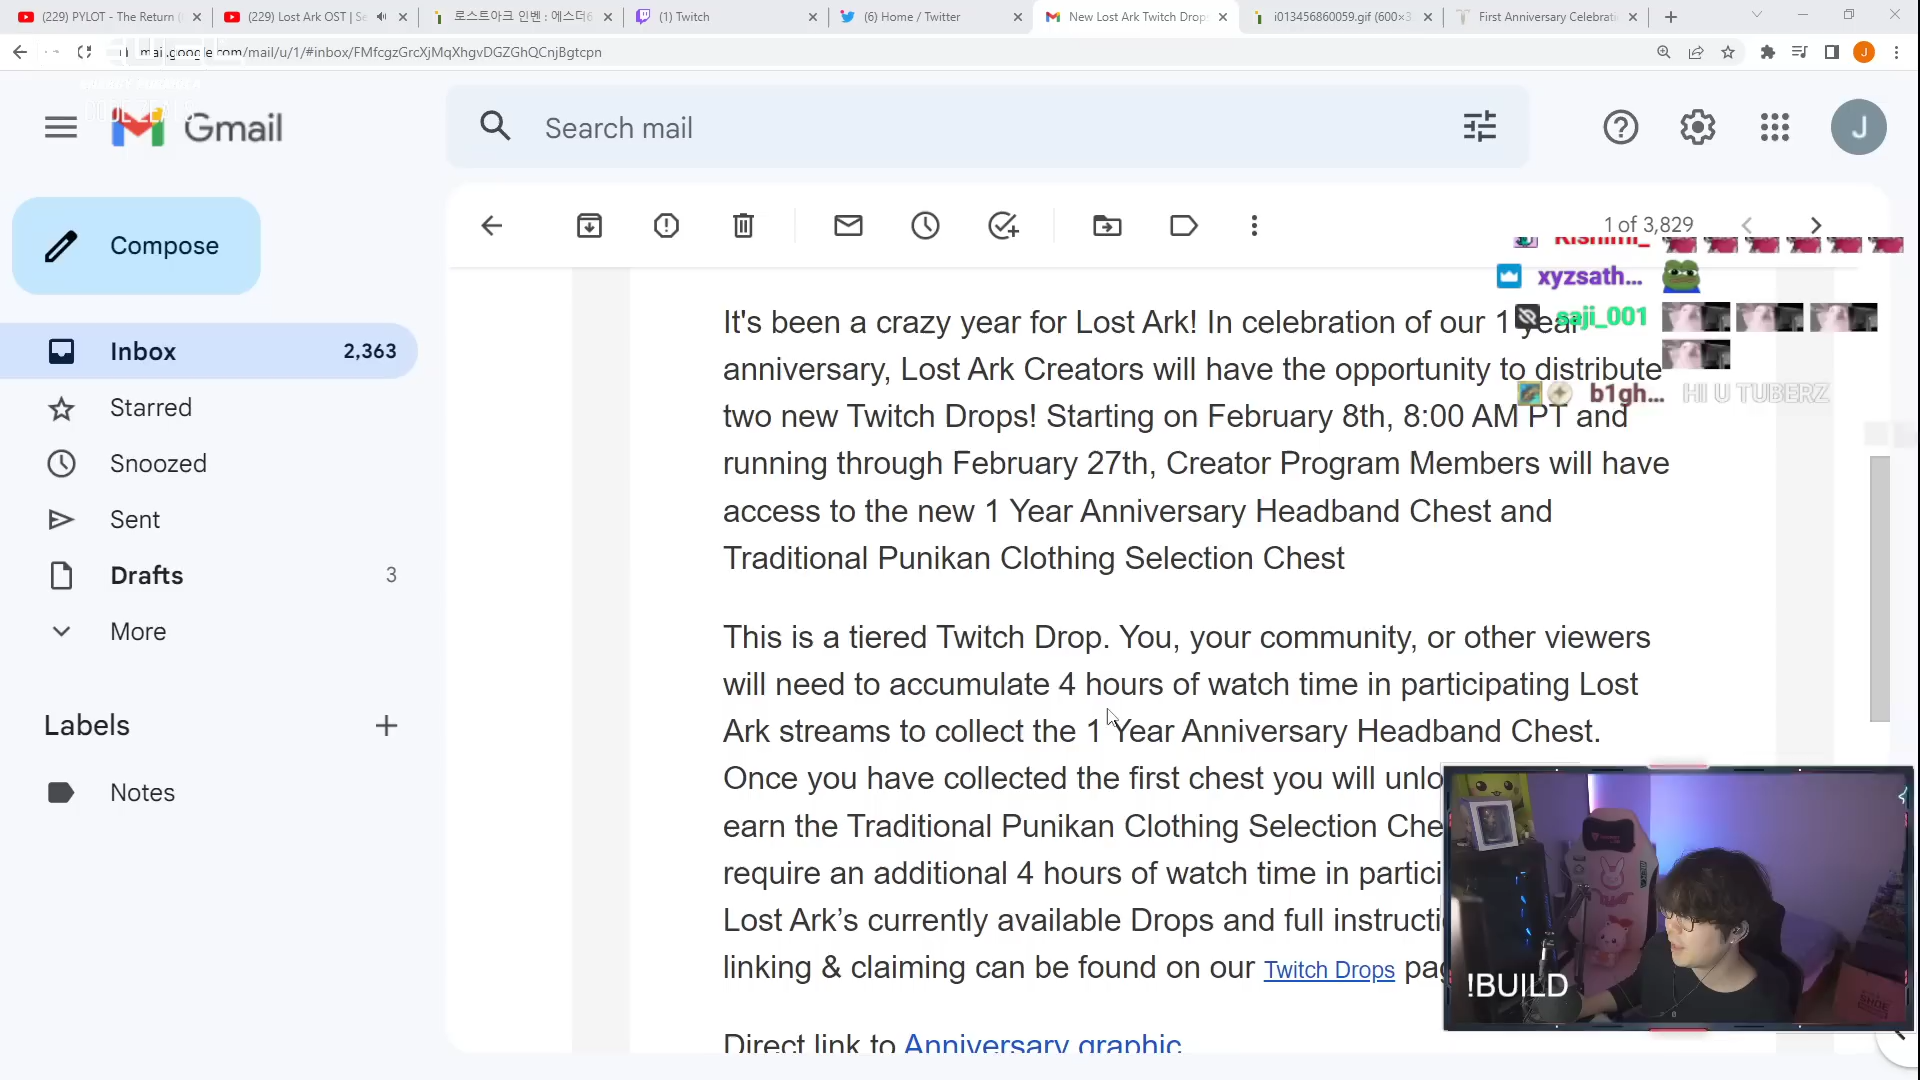 (229) PYLOT - The Return (
(229) Lost Ark OST | Se
로스트아크 인벤 : 에스더
(1) Twitch
(6) Home / Twitter
New Lost Ark Twitch Drops
i013456860059.gif (600×3
First Anniversary Celebrati
mail.google.com/mail/u/1/#inbox/FMfcgzGrcXjMqXhgvDGZGhQCnjBgtcpn
J
Gmail
Search mail
J
Compose
1 of 3,829
Inbox 2,363
Starred
Snoozed
Sent
Drafts 3
More
Labels
Notes
Kishimi_
xyzsath...
saji_001
b1gh... HI U TUBERZ
It's been a crazy year for Lost Ark! In celebration of our 1 year
anniversary, Lost Ark Creators will have the opportunity to distribute
two new Twitch Drops! Starting on February 8th, 8:00 AM PT and
running through February 27th, Creator Program Members will have
access to the new 1 Year Anniversary Headband Chest and
Traditional Punikan Clothing Selection Chest
This is a tiered Twitch Drop. You, your community, or other viewers
will need to accumulate 4 hours of watch time in participating Lost
Ark streams to collect the 1 Year Anniversary Headband Chest.
Once you have collected the first chest you will unlo
earn the Traditional Punikan Clothing Selection Che
require an additional 4 hours of watch time in partici
Lost Ark’s currently available Drops and full instructi
linking & claiming can be found on our Twitch Drops pag
Direct link to Anniversary graphic
!BUILD